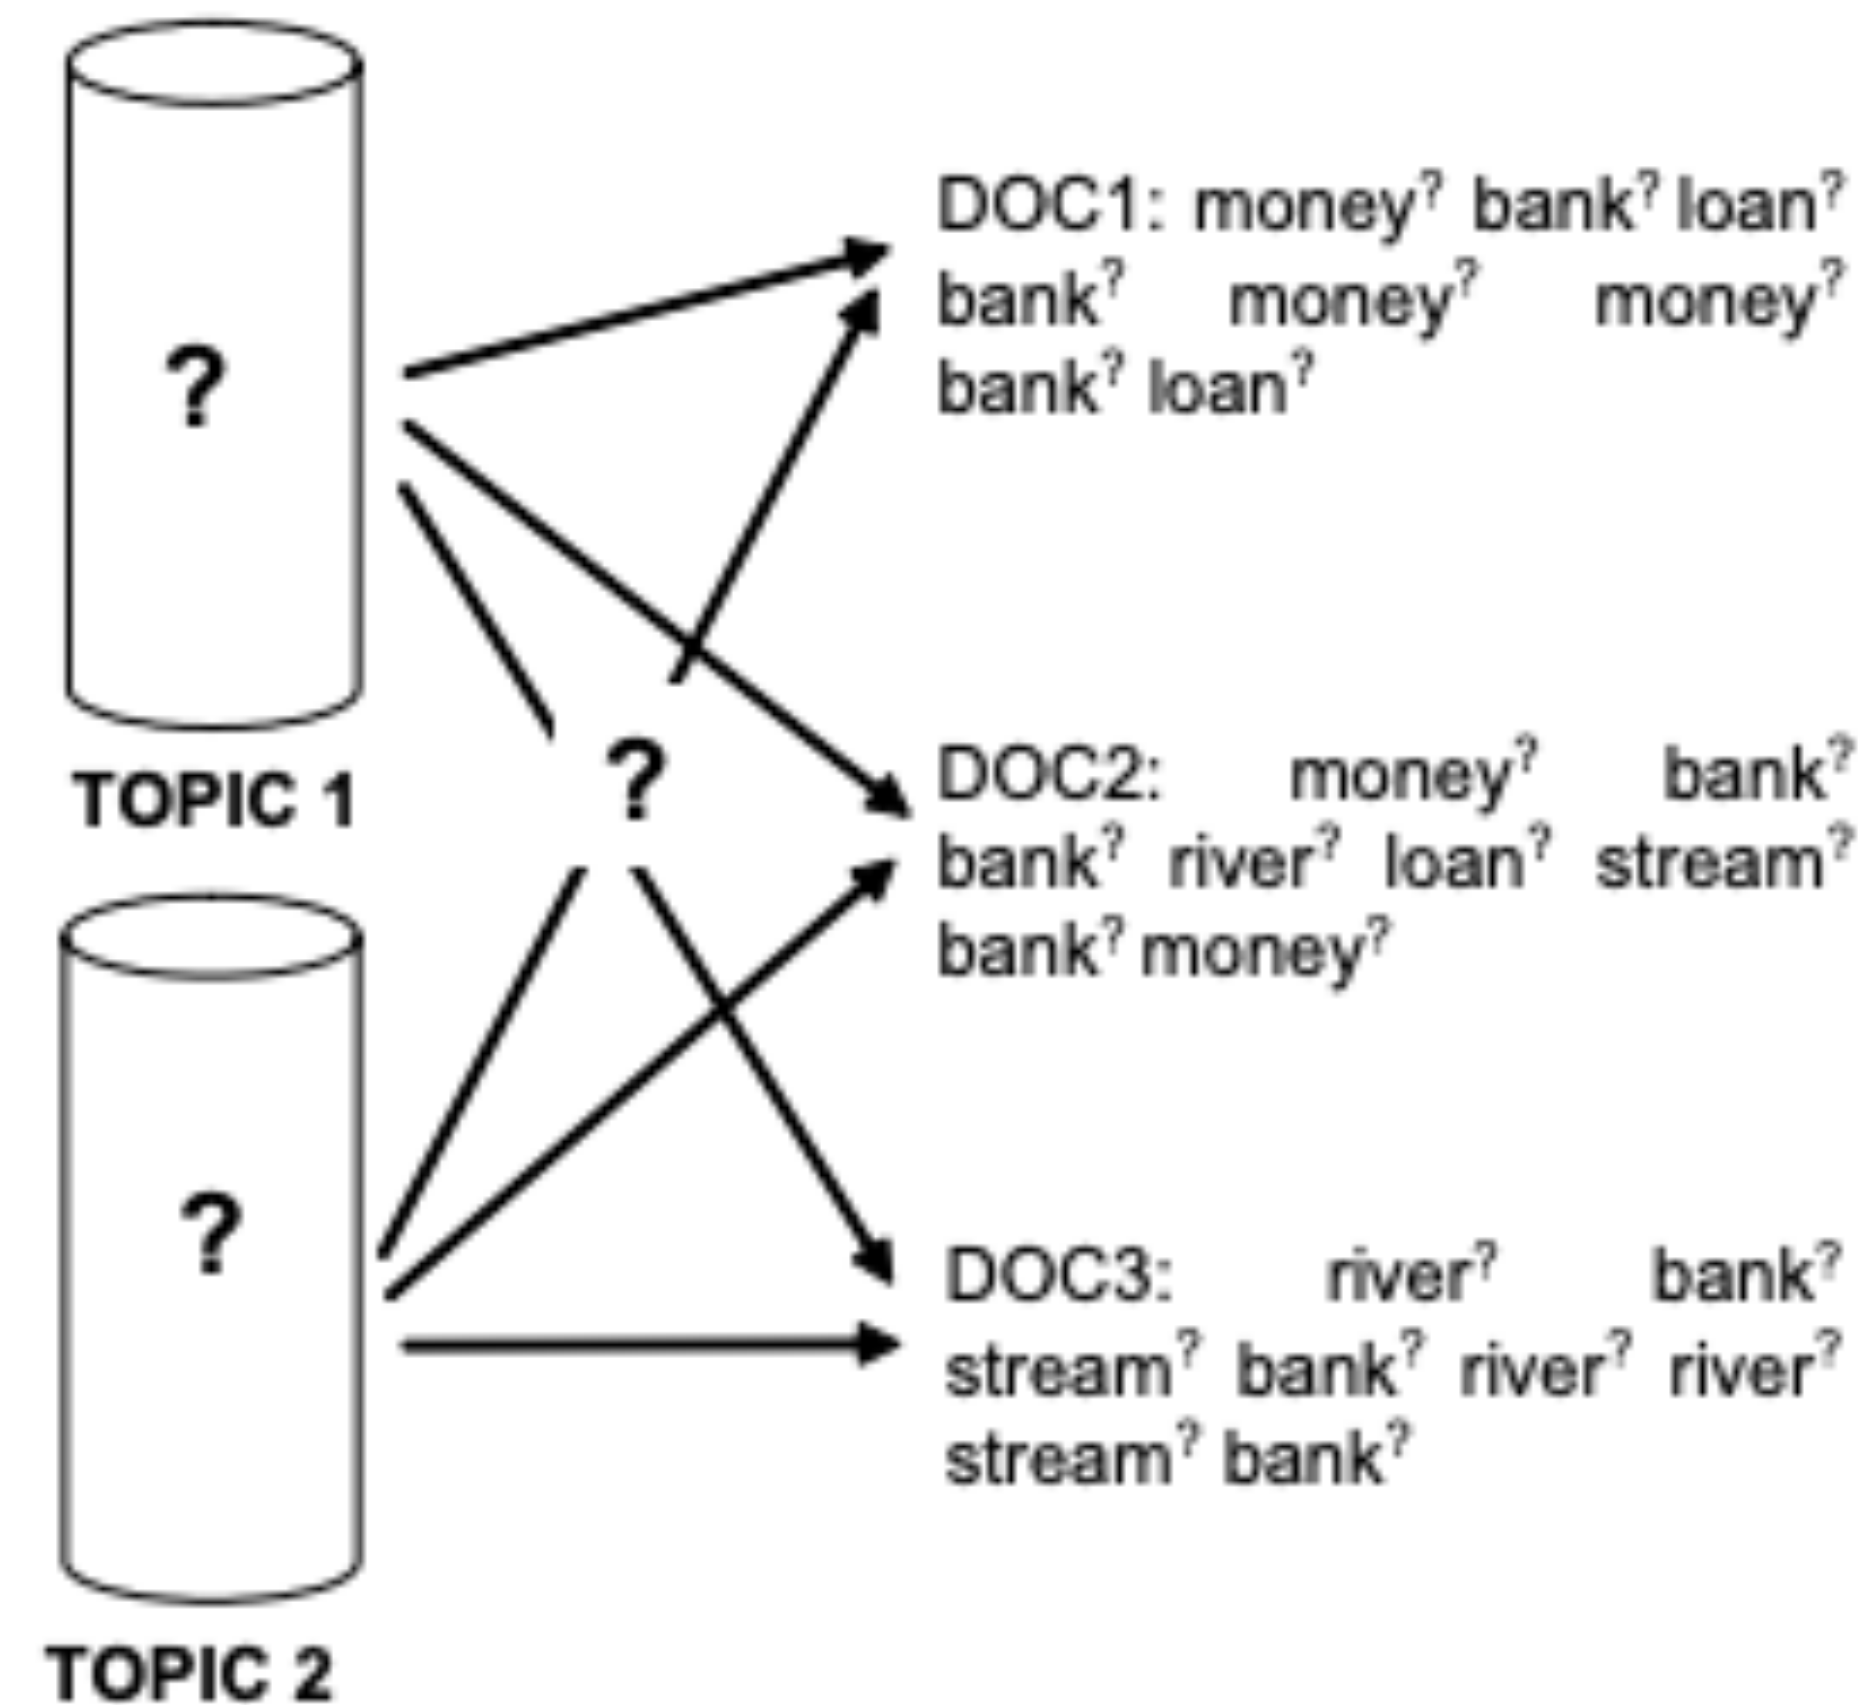 ?
TOPIC 1
?
TOPIC 2
?
DOC1: money? bank? loan?
bank? money? money?
bank? loan?
DOC2: money? bank?
bank? river? loan? stream?
bank? money?
DOC3: river? bank?
stream? bank? river? river?
stream? bank?